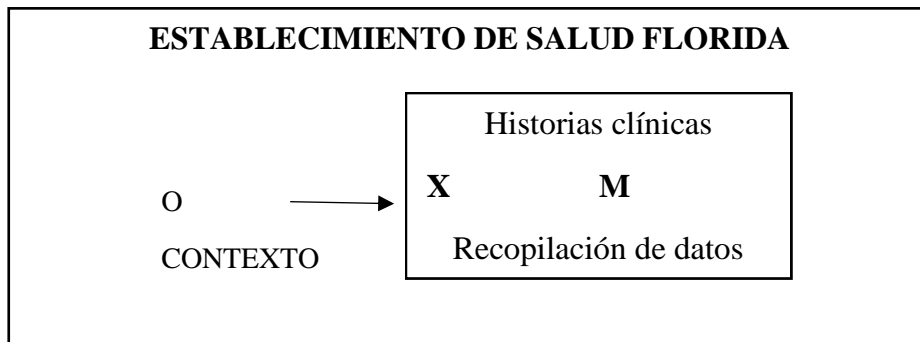 ESTABLECIMIENTO DE SALUD FLORIDA
Historias clínicas
X M
O
CONTEXTO
Recopilación de datos